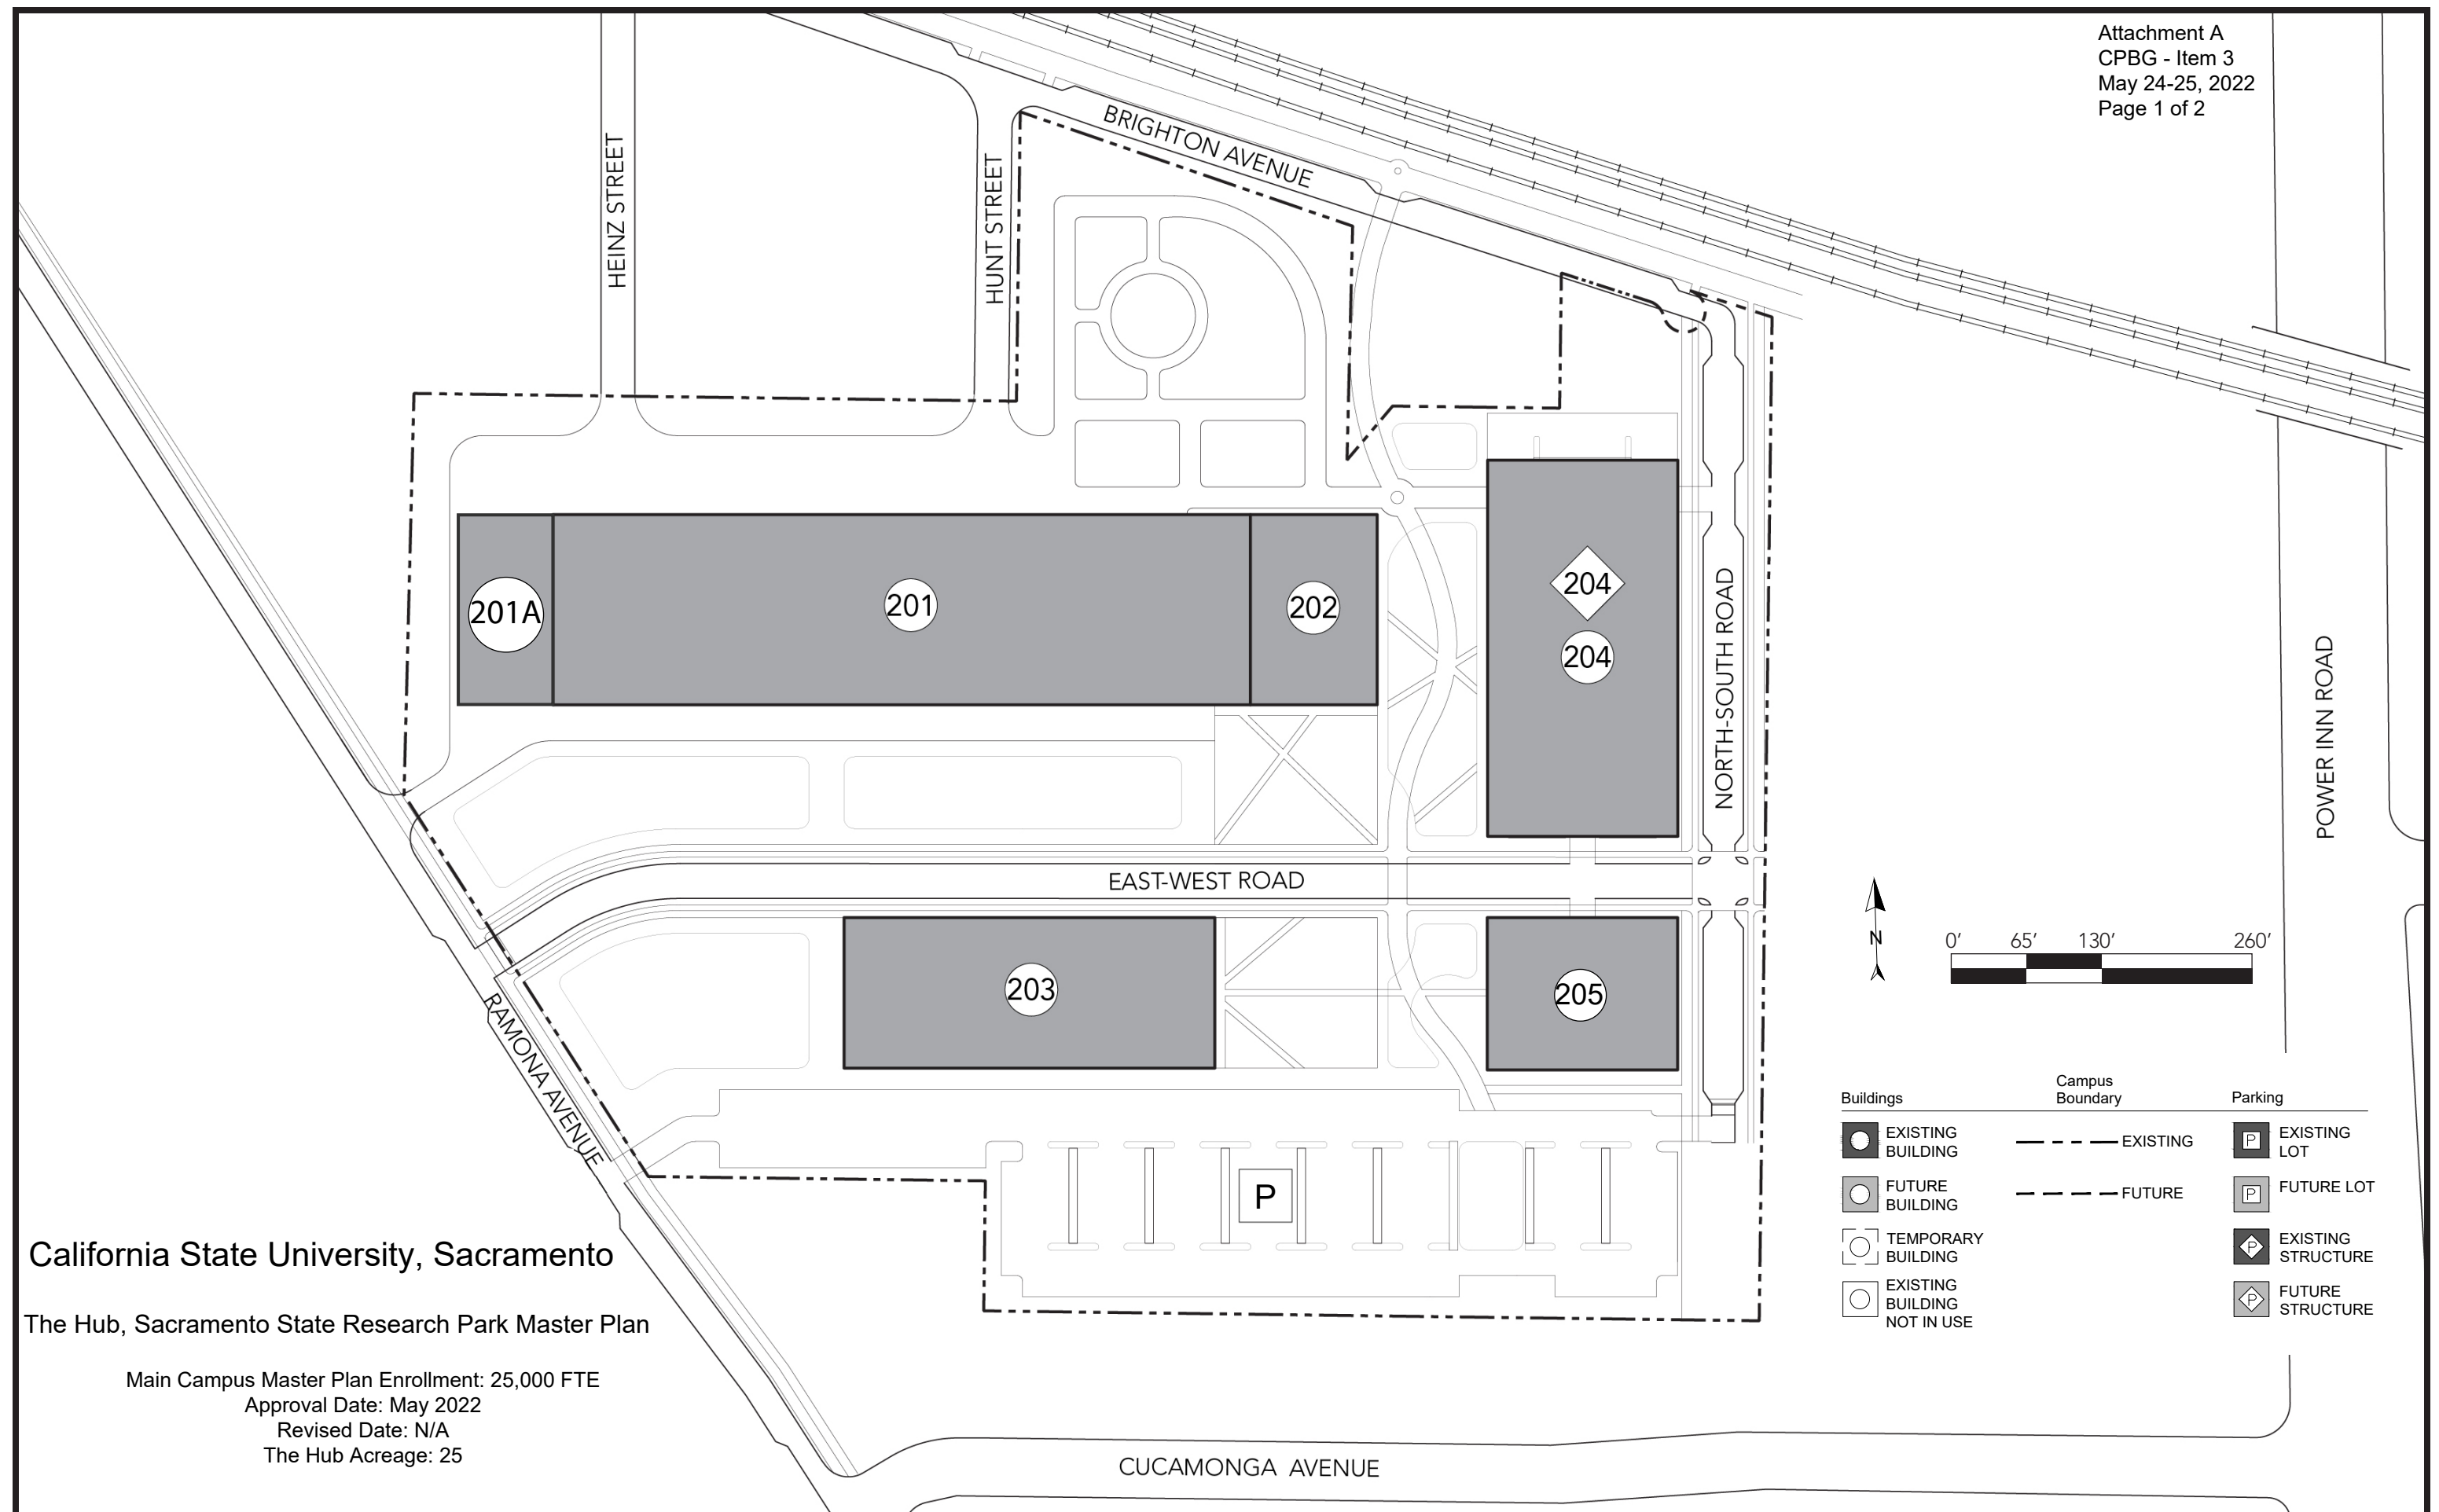 Attachment A
CPBG - Item 3
May 24-25, 2022
Page 1 of 2
BRIGHTON AVENUE
HEINZ STREET
HUNT STREET
201A
201
202
204
204
NORTH-SOUTH ROAD
POWER INN ROAD
EAST-WEST ROAD
203
205
N
0’ 65’ 130’ 260’
RAMONA AVENUE
P
Buildings
Campus
Boundary
Parking
EXISTING
BUILDING
FUTURE
BUILDING
TEMPORARY
BUILDING
EXISTING
BUILDING
NOT IN USE
EXISTING
FUTURE
P EXISTING
LOT
P FUTURE LOT
P EXISTING
STRUCTURE
P FUTURE
STRUCTURE
California State University, Sacramento
The Hub, Sacramento State Research Park Master Plan
Main Campus Master Plan Enrollment: 25,000 FTE
Approval Date: May 2022
Revised Date: N/A
The Hub Acreage: 25
CUCAMONGA AVENUE